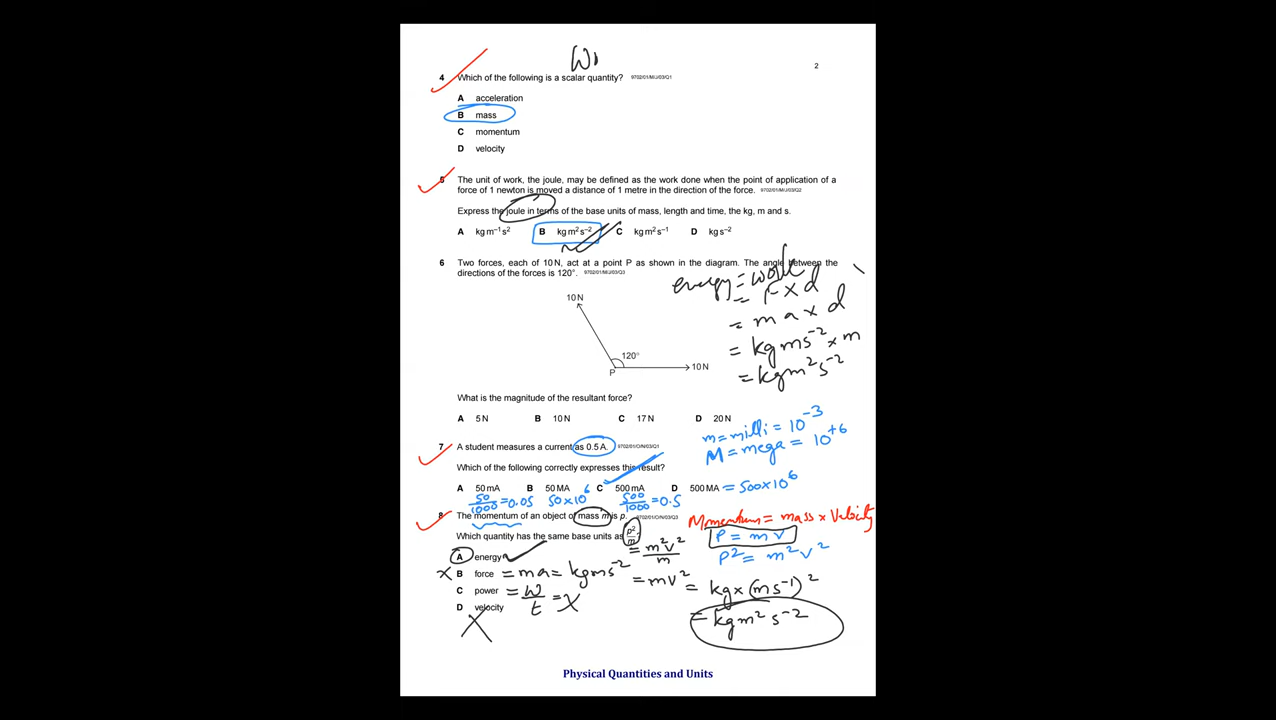 W
2
4 Which of the following is a scalar quantity? 9702/01/M/J/03/Q1
A acceleration
B mass
C momentum
D velocity
5 The unit of work, the joule, may be defined as the work done when the point of application of a
force of 1 newton is moved a distance of 1 metre in the direction of the force. 9702/01/M/J/03/Q2
Express the joule in terms of the base units of mass, length and time, the kg, m and s.
A kg m⁻¹ s² B kg m² s⁻² C kg m² s⁻¹ D kg s⁻²
6 Two forces, each of 10 N, act at a point P as shown in the diagram. The angle between the
directions of the forces is 120°. 9702/01/M/J/03/Q3
energy = work
= F x d
= m a x d
= kg m s⁻² x m
= kg m² s⁻²
10 N
120°
P
10 N
What is the magnitude of the resultant force?
A 5 N B 10 N C 17 N D 20 N
m = milli = 10⁻³
M = mega = 10⁺⁶
7 A student measures a current as 0.5 A. 9702/01/O/N/03/Q1
Which of the following correctly expresses this result?
A 50 mA B 50 MA C 500 mA D 500 MA = 500x10⁶
50/1000 = 0.05 50x10⁶ 500/1000 = 0.5
8 The momentum of an object of mass m is p. 9702/01/O/N/03/Q3
Momentum = mass x Velocity
Which quantity has the same base units as p²/m?
P = m V
P² = m² V²
A energy
= m²V²/m
B force = ma = kg m s⁻²
= mV² = kg x (m s⁻¹)²
C power = W/t = X
D velocity
= kg m² s⁻²
Physical Quantities and Units